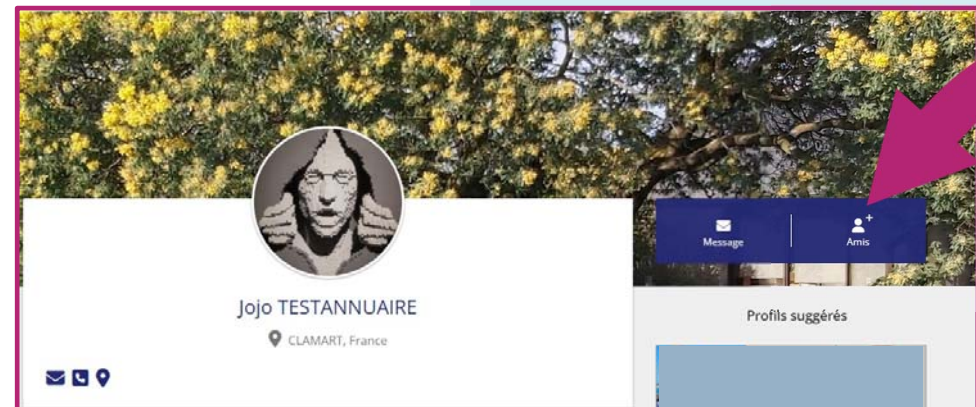 Message
Amis
Jojo TESTANNUAIRE
CLAMART, France
Profils suggérés